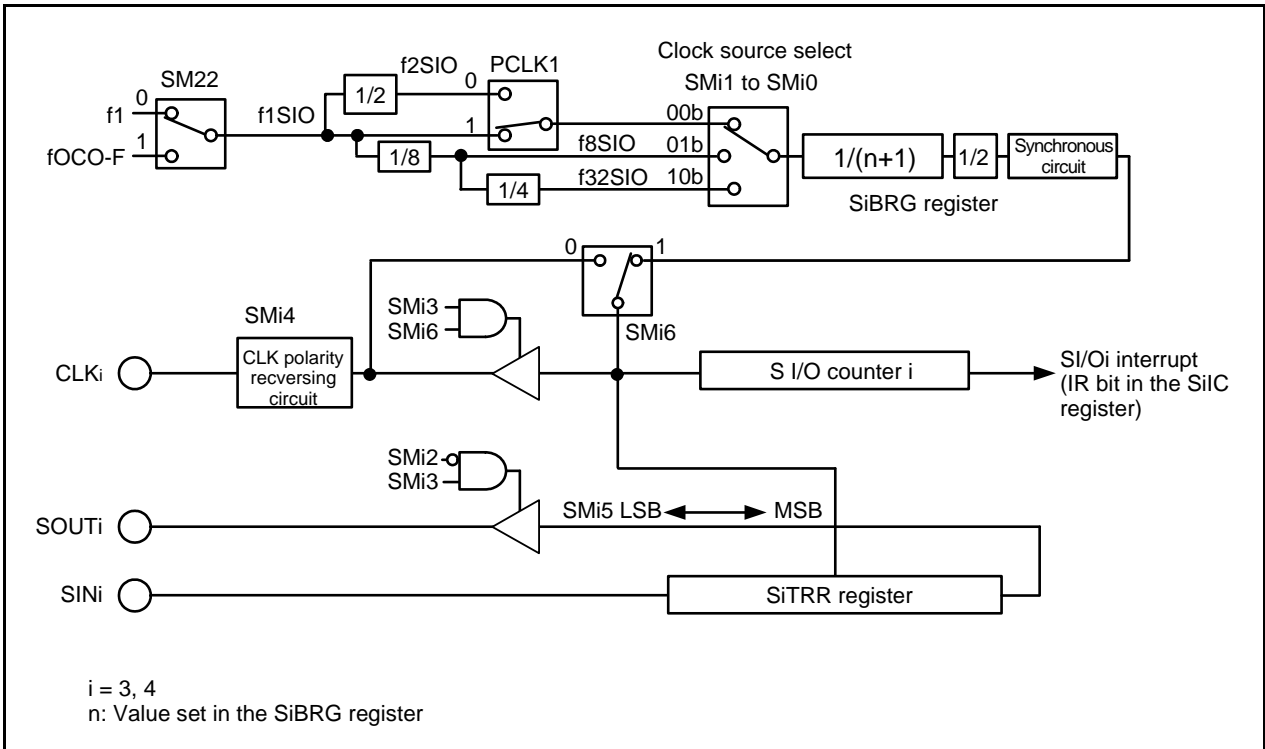 Clock source select
SMi1 to SMi0
SM22
f2SIO
PCLK1
0
f1
1
fOCO-F
f1SIO
1/2
0
1
1/8
f8SIO
1/4
f32SIO
00b
01b
10b
1/(n+1)
1/2
Synchronous
circuit
SiBRG register
0
1
SMi6
SMi3
SMi6
SMi4
CLKi
CLK polarity
recversing
circuit
S I/O counter i
SI/Oi interrupt
(IR bit in the SiIC
register)
SMi2
SMi3
SMi5 LSB
MSB
SOUTi
SINi
SiTRR register
i = 3, 4
n: Value set in the SiBRG register